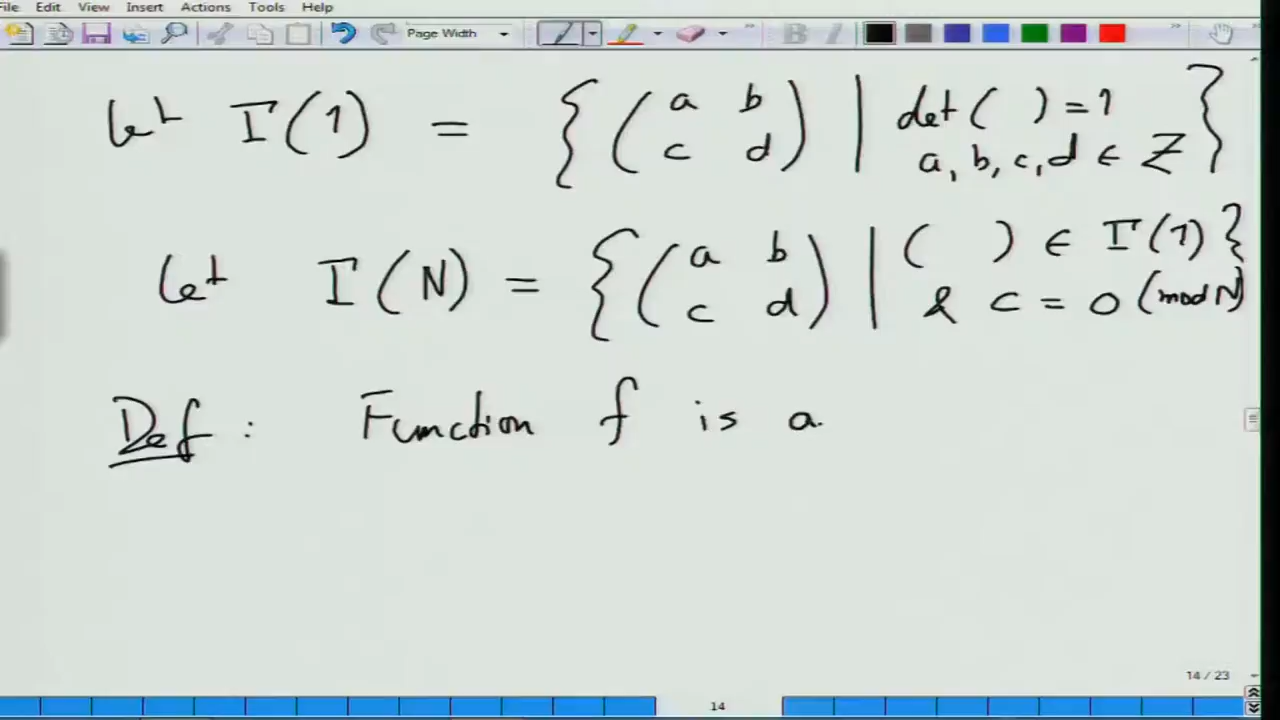 File Edit View Insert Actions Tools Help
Page Width
Let Γ(1) = { ( a b c d ) | det( ) = 1 a, b, c, d ∈ Z }
Let Γ(N) = { ( a b c d ) | ( ) ∈ Γ(1) } & c = 0 (mod N)
Def : Function f is a
14 / 23
14